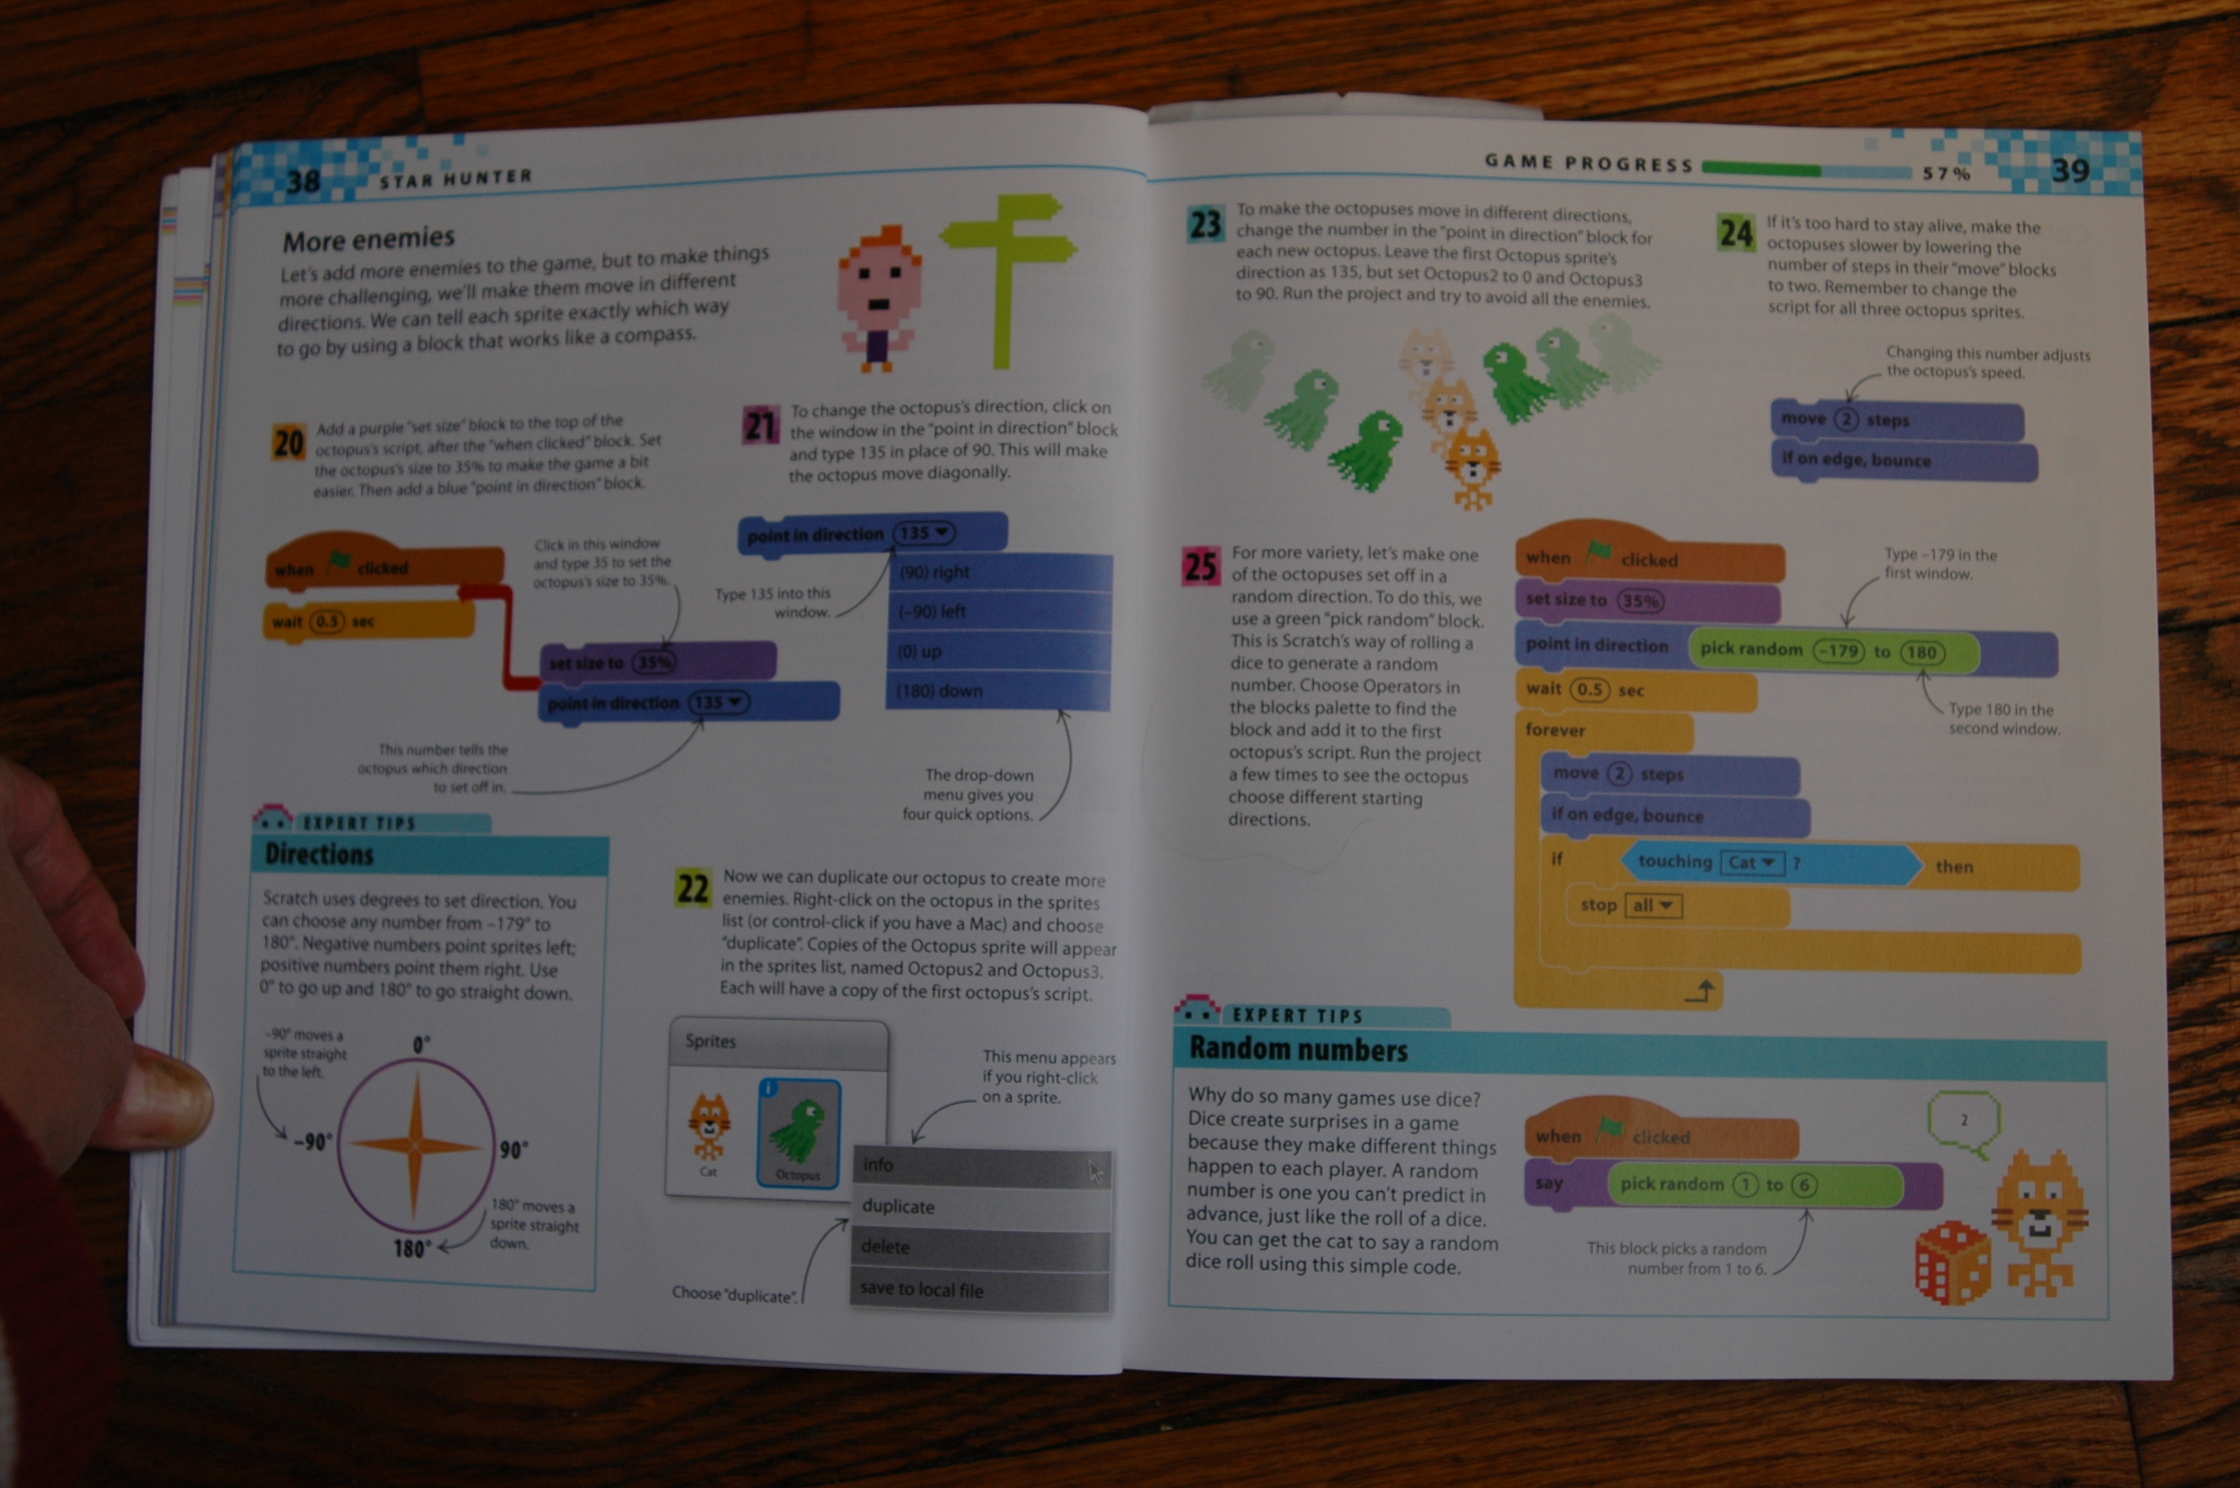 38
STAR HUNTER
More enemies
Let's add more enemies to the game, but to make things
more challenging, we'll make them move in different
directions. We can tell each sprite exactly which way
to go by using a block that works like a compass.
20
Add a purple "set size" block to the top of the
octopus's script, after the "when clicked" block. Set
the octopus's size to 35% to make the game a bit
easier. Then add a blue "point in direction" block.
when clicked
wait 0.5 sec
Click in this window
and type 35 to set the
octopus's size to 35%.
set size to 35%
point in direction 135
This number tells the
octopus which direction
to set off in.
21
To change the octopus's direction, click on
the window in the "point in direction" block
and type 135 in place of 90. This will make
the octopus move diagonally.
point in direction 135
Type 135 into this
window.
(90) right
(–90) left
(0) up
(180) down
The drop-down
menu gives you
four quick options.
EXPERT TIPS
Directions
Scratch uses degrees to set direction. You
can choose any number from –179° to
180°. Negative numbers point sprites left;
positive numbers point them right. Use
0° to go up and 180° to go straight down.
–90° moves a
sprite straight
to the left.
0°
–90°
90°
180°
180° moves a
sprite straight
down.
22
Now we can duplicate our octopus to create more
enemies. Right-click on the octopus in the sprites
list (or control-click if you have a Mac) and choose
"duplicate". Copies of the Octopus sprite will appear
in the sprites list, named Octopus2 and Octopus3.
Each will have a copy of the first octopus's script.
Sprites
Cat
i
Octopus
This menu appears
if you right-click
on a sprite.
info
duplicate
delete
save to local file
Choose "duplicate".
GAME PROGRESS
57%
39
23
To make the octopuses move in different directions,
change the number in the "point in direction" block for
each new octopus. Leave the first Octopus sprite's
direction as 135, but set Octopus2 to 0 and Octopus3
to 90. Run the project and try to avoid all the enemies.
24
If it's too hard to stay alive, make the
octopuses slower by lowering the
number of steps in their "move" blocks
to two. Remember to change the
script for all three octopus sprites.
Changing this number adjusts
the octopus's speed.
move 2 steps
if on edge, bounce
25
For more variety, let's make one
of the octopuses set off in a
random direction. To do this, we
use a green "pick random" block.
This is Scratch's way of rolling a
dice to generate a random
number. Choose Operators in
the blocks palette to find the
block and add it to the first
octopus's script. Run the project
a few times to see the octopus
choose different starting
directions.
when clicked
set size to 35%
point in direction pick random –179 to 180
wait 0.5 sec
forever
move 2 steps
if on edge, bounce
if touching Cat ? then
stop all
Type –179 in the
first window.
Type 180 in the
second window.
EXPERT TIPS
Random numbers
Why do so many games use dice?
Dice create surprises in a game
because they make different things
happen to each player. A random
number is one you can't predict in
advance, just like the roll of a dice.
You can get the cat to say a random
dice roll using this simple code.
when clicked
say pick random 1 to 6
This block picks a random
number from 1 to 6.
2